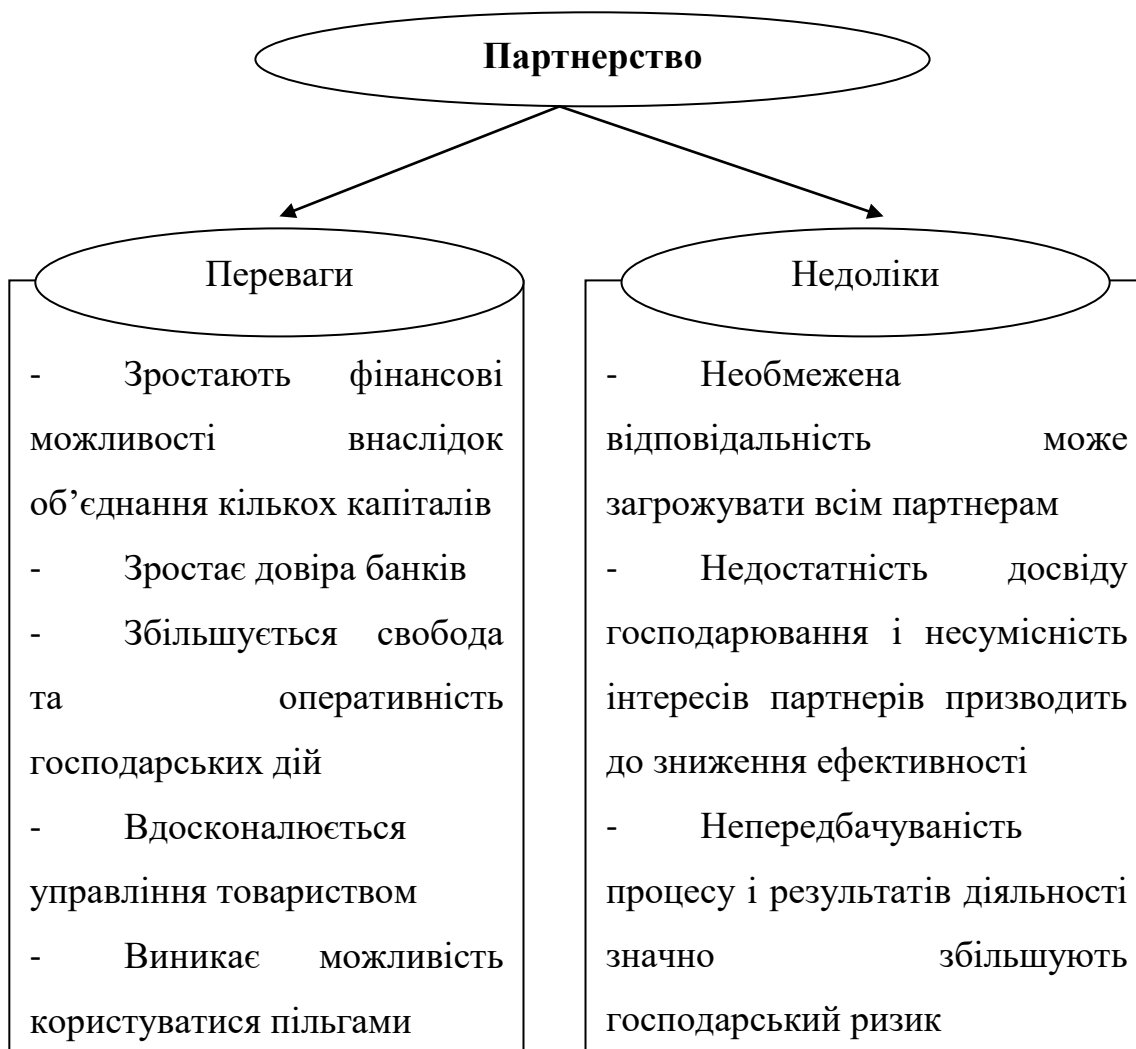 Партнерство
Переваги
- Зростають фінансові
можливості внаслідок
об’єднання кількох капіталів
- Зростає довіра банків
- Збільшується свобода
та оперативність
господарських дій
- Вдосконалюється
управління товариством
- Виникає можливість
користуватися пільгами
Недоліки
- Необмежена
відповідальність може
загрожувати всім партнерам
- Недостатність досвіду
господарювання і несумісність
інтересів партнерів призводить
до зниження ефективності
- Непередбачуваність
процесу і результатів діяльності
значно збільшують
господарський ризик